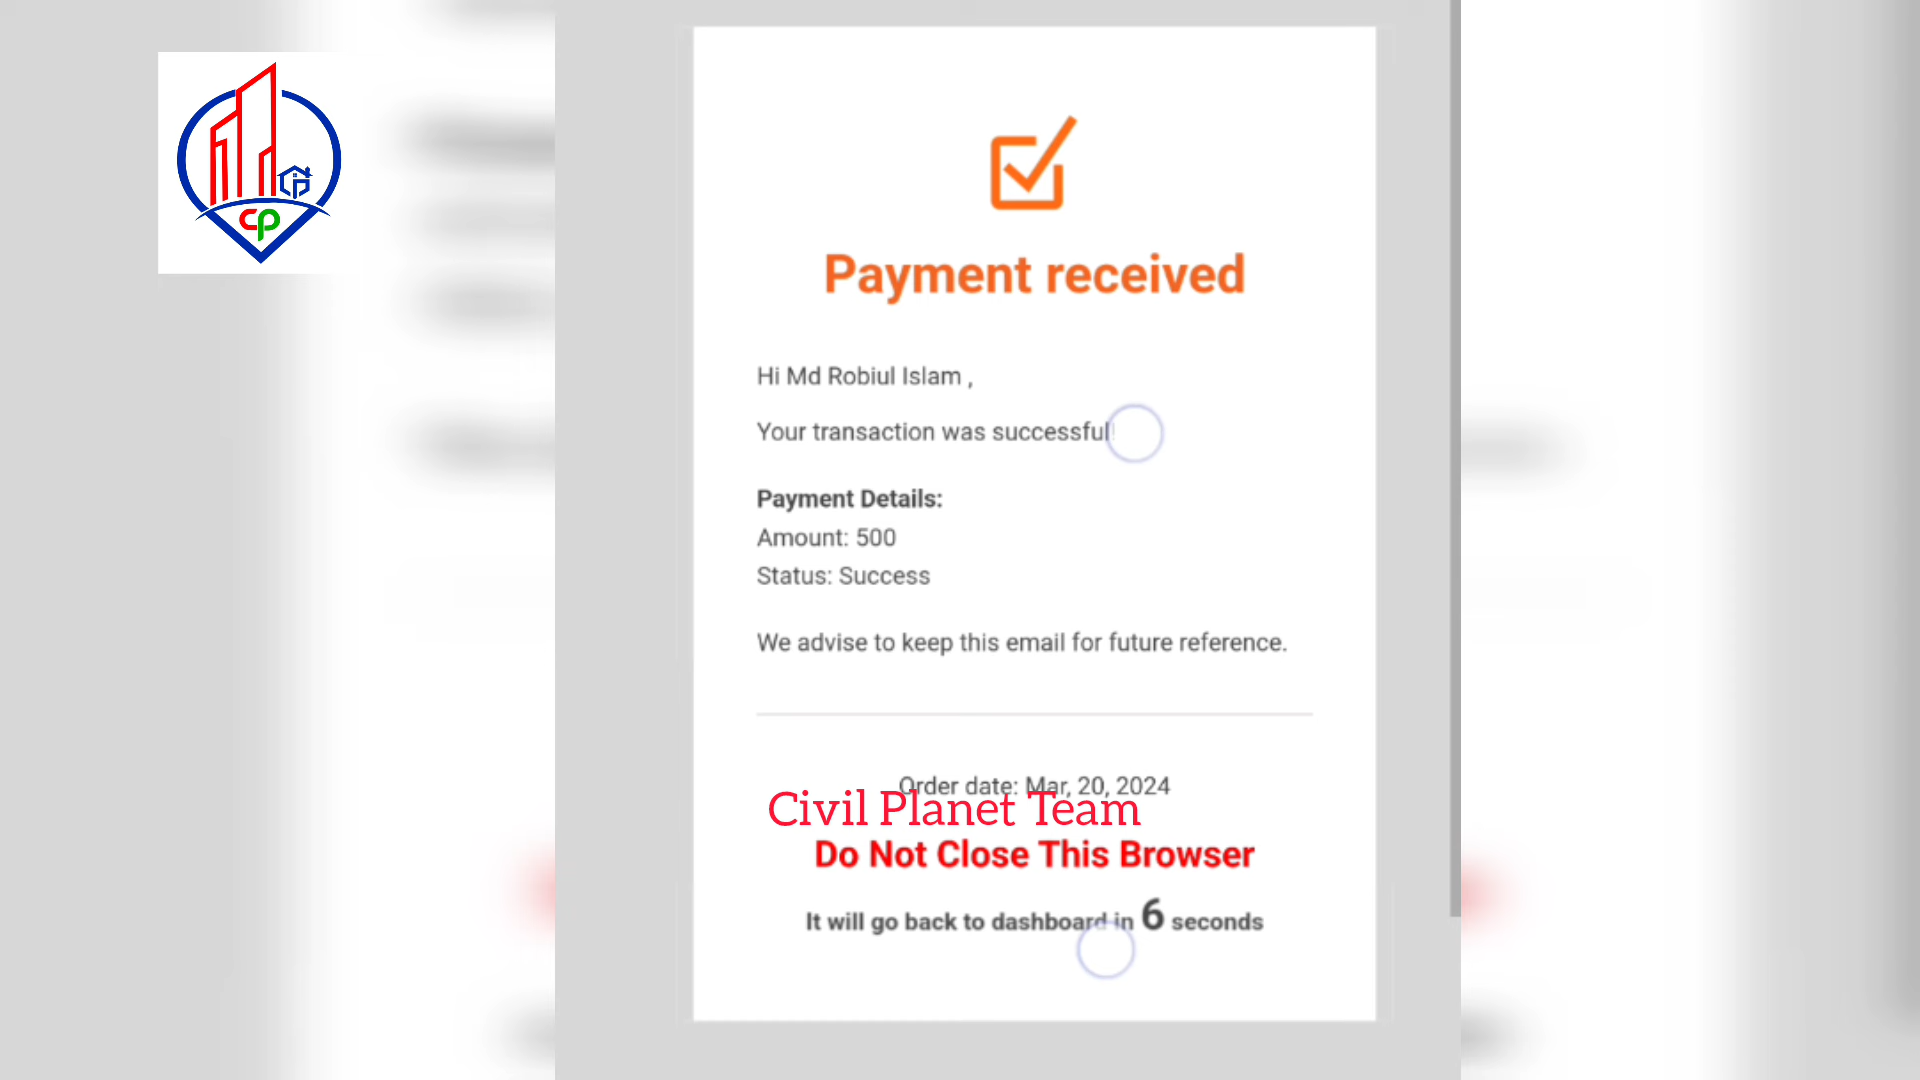 cp
Payment received
Hi Md Robiul Islam ,
Your transaction was successful!
Payment Details:
Amount: 500
Status: Success
We advise to keep this email for future reference.
Order date: Mar, 20, 2024
Civil Planet Team
Do Not Close This Browser
It will go back to dashboard in 6 seconds